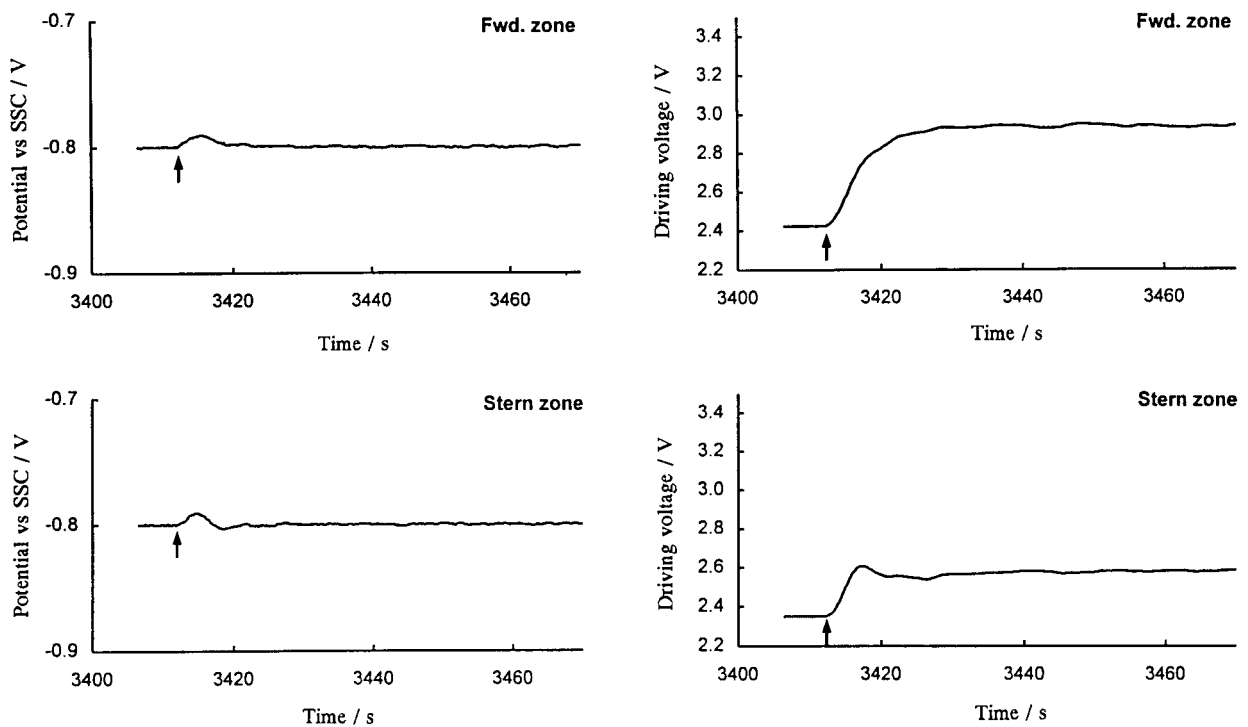 Fwd. zone
Potential vs SSC / V
-0.7
-0.8
-0.9
3400 3420 3440 3460
Time / s
Fwd. zone
Driving voltage / V
3.4
3.2
3.0
2.8
2.6
2.4
2.2
3400 3420 3440 3460
Time / s
Stern zone
Potential vs SSC / V
-0.7
-0.8
-0.9
3400 3420 3440 3460
Time / s
Stern zone
Driving voltage / V
3.4
3.2
3.0
2.8
2.6
2.4
2.2
3400 3420 3440 3460
Time / s